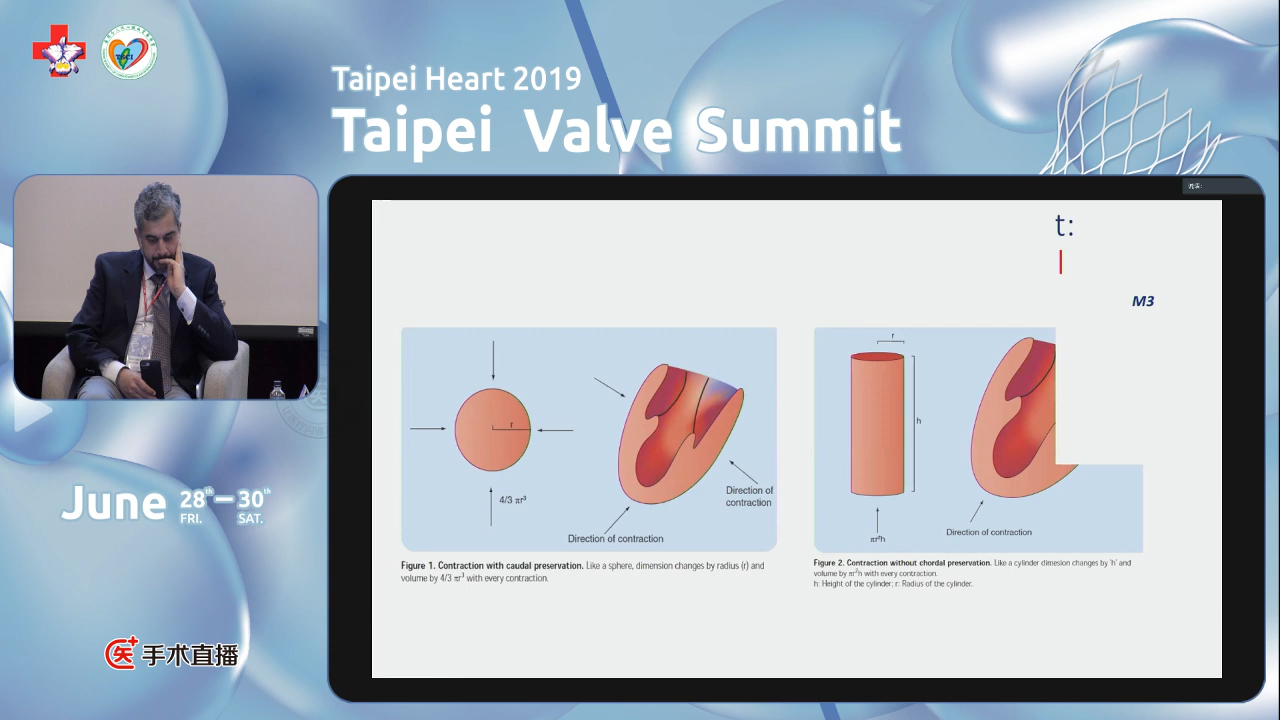 Taipei Heart 2019
Taipei Valve Summit
t:
M3
r
4/3 πr³
Direction of contraction
Direction of
contraction
Figure 1. Contraction with caudal preservation. Like a sphere, dimension changes by radius (r) and
volume by 4/3 πr³ with every contraction.
r
h
πr²h
Direction of contraction
Figure 2. Contraction without chordal preservation. Like a cylinder dimesion changes by 'h' and
volume by πr²h with every contraction.
h: Height of the cylinder; r: Radius of the cylinder.
June 28th – 30th
FRI. SAT.
医 手术直播